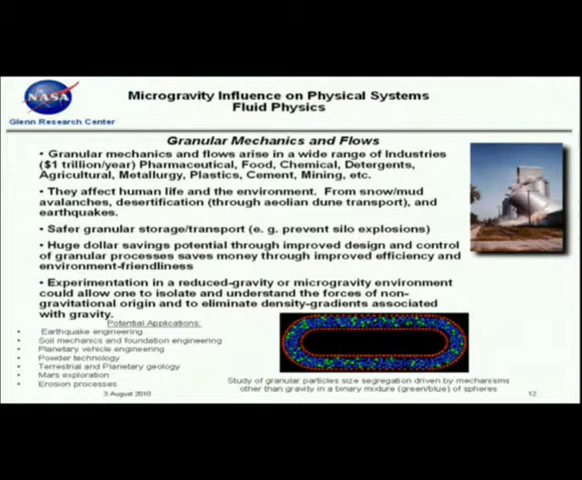 NASA
Glenn Research Center
Microgravity Influence on Physical Systems
Fluid Physics
Granular Mechanics and Flows
• Granular mechanics and flows arise in a wide range of Industries
($1 trillion/year) Pharmaceutical, Food, Chemical, Detergents,
Agricultural, Metallurgy, Plastics, Cement, Mining, etc.
• They affect human life and the environment. From snow/mud
avalanches, desertification (through aeolian dune transport), and
earthquakes.
• Safer granular storage/transport (e. g. prevent silo explosions)
• Huge dollar savings potential through improved design and control
of granular processes saves money through improved efficiency and
environment-friendliness
• Experimentation in a reduced-gravity or microgravity environment
could allow one to isolate and understand the forces of non-
gravitational origin and to eliminate density-gradients associated
with gravity.
Potential Applications:
• Earthquake engineering
• Soil mechanics and foundation engineering
• Planetary vehicle engineering
• Powder technology
• Terrestrial and Planetary geology
• Mars exploration
• Erosion processes
Study of granular particles size segregation driven by mechanisms
other than gravity in a binary mixture (green/blue) of spheres
3 August 2010
12